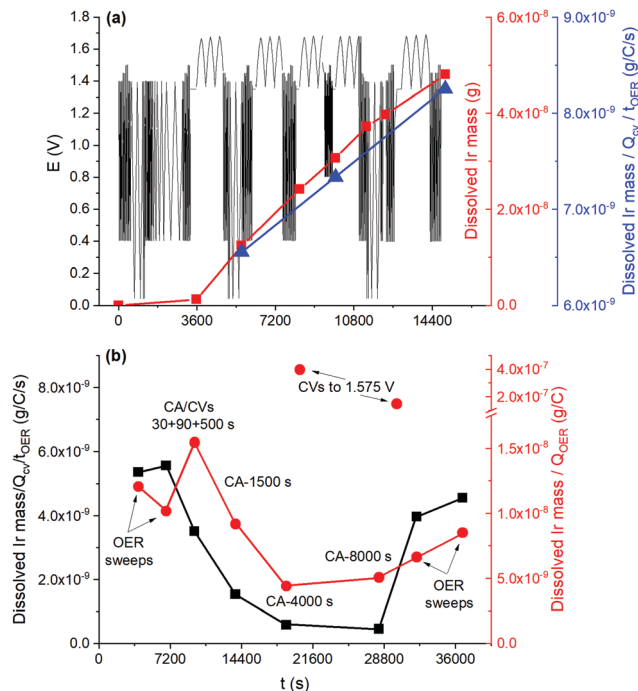 (a)
1.8
1.6
1.4
1.2
1.0
0.8
0.6
0.4
0.2
0.0
E (V)
0 3600 7200 10800 14400
6.0x10⁻⁸
4.0x10⁻⁸
2.0x10⁻⁸
0.0
Dissolved Ir mass (g)
9.0x10⁻⁹
8.0x10⁻⁹
7.0x10⁻⁹
6.0x10⁻⁹
Dissolved Ir mass / Q_cv / t_OER (g/C/s)
(b)
8.0x10⁻⁹
6.0x10⁻⁹
4.0x10⁻⁹
2.0x10⁻⁹
0.0
Dissolved Ir mass/Q_cv/t_OER (g/C/s)
CA/CVs
30+90+500 s
CVs to 1.575 V
CA-1500 s
OER
sweeps
CA-4000 s
CA-8000 s
OER
sweeps
4.0x10⁻⁷
2.0x10⁻⁷
1.5x10⁻⁸
1.0x10⁻⁸
5.0x10⁻⁹
0.0
Dissolved Ir mass / Q_OER (g/C)
0 7200 14400 21600 28800 36000
t (s)